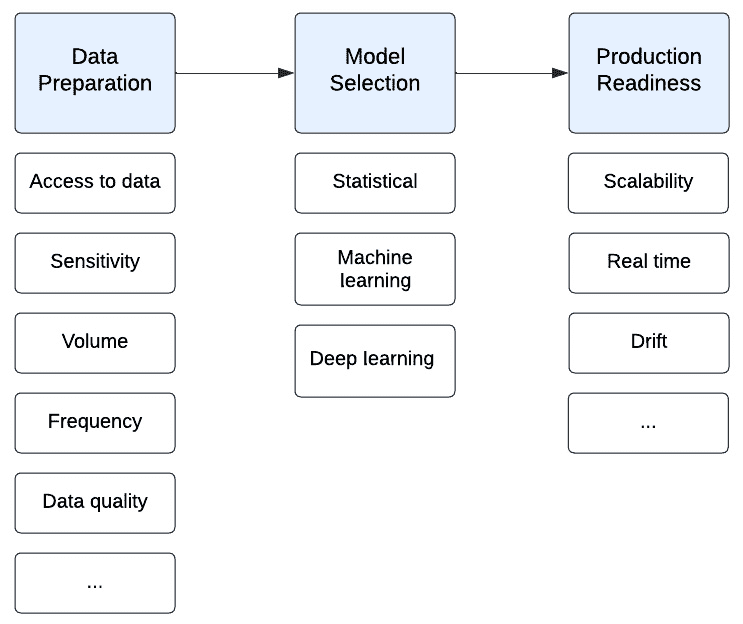 Data
Preparation
Model
Selection
Production
Readiness
Access to data
Sensitivity
Volume
Frequency
Data quality
...
Statistical
Machine
learning
Deep learning
Scalability
Real time
Drift
...